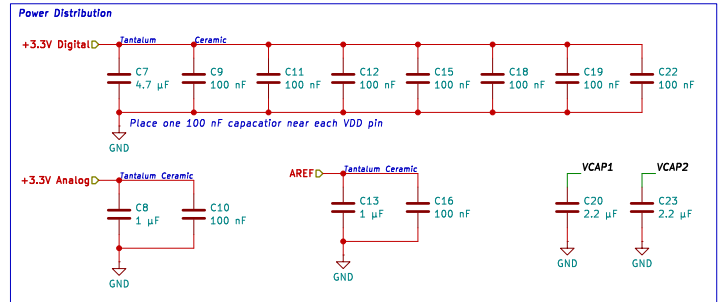 Power Distribution
+3.3V Digital
Tantalum
Ceramic
C7
4.7 µF
C9
100 nF
C11
100 nF
C12
100 nF
C15
100 nF
C18
100 nF
C19
100 nF
C22
100 nF
Place one 100 nF capacatior near each VDD pin
GND
+3.3V Analog
Tantalum Ceramic
C8
1 µF
C10
100 nF
GND
AREF
Tantalum Ceramic
C13
1 µF
C16
100 nF
GND
VCAP1
C20
2.2 µF
GND
VCAP2
C23
2.2 µF
GND